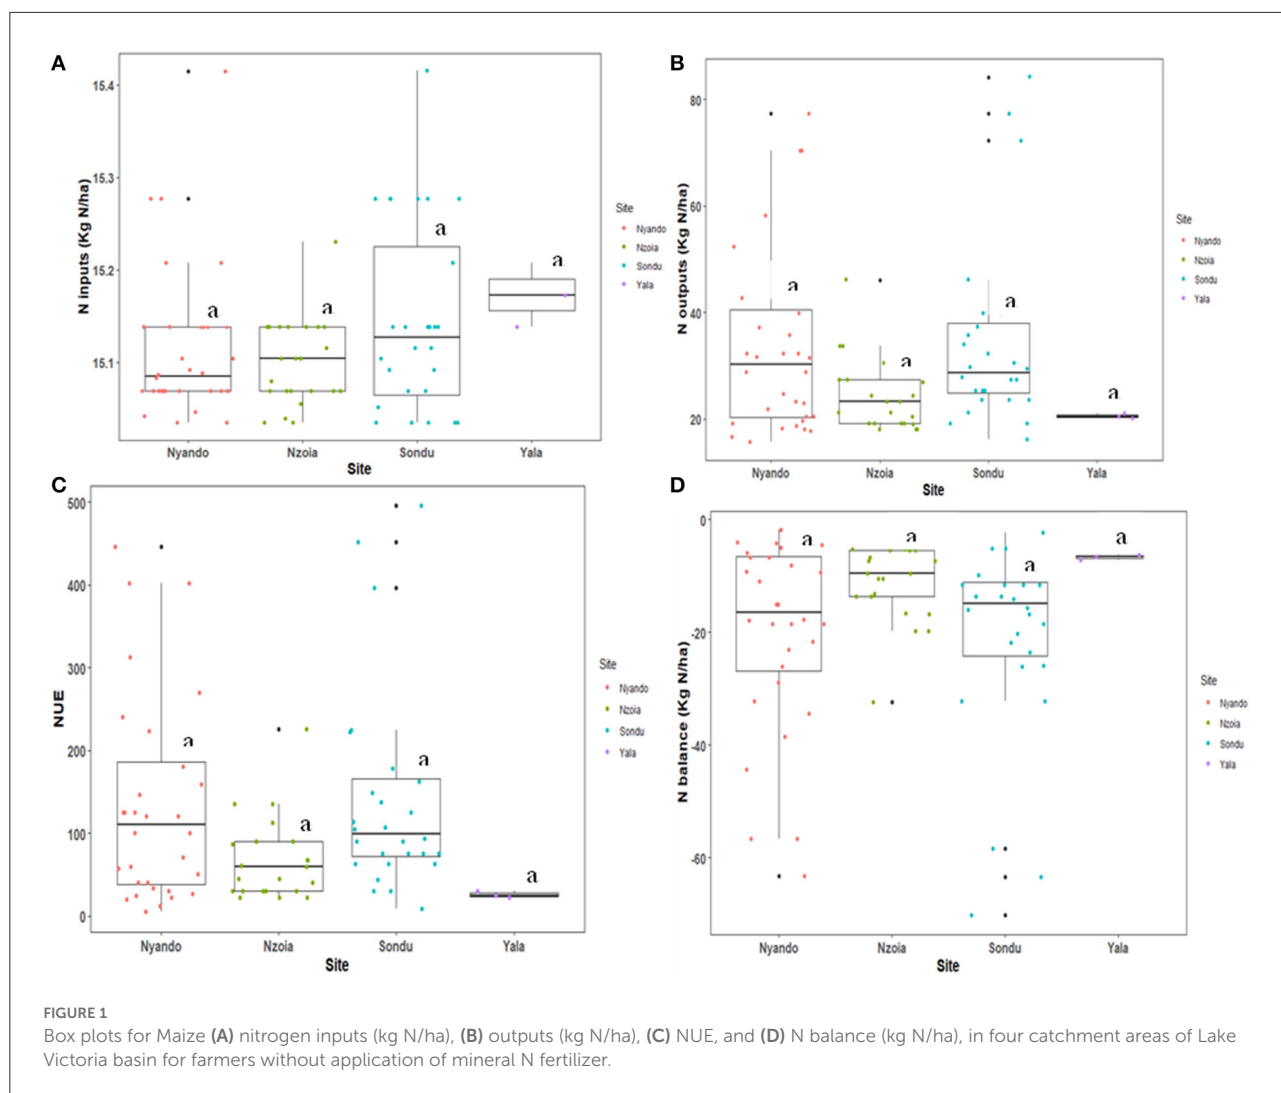 A
N inputs (Kg N/ha)
15.4
15.3
15.2
15.1
a
a
a
a
Nyando
Nzoia
Sondu
Yala
Site
Site
Nyando
Nzoia
Sondu
Yala
B
N outputs (Kg N/ha)
80
60
40
20
a
a
a
a
Nyando
Nzoia
Sondu
Yala
Site
Site
Nyando
Nzoia
Sondu
Yala
C
NUE
500
400
300
200
100
0
a
a
a
a
Nyando
Nzoia
Sondu
Yala
Site
Site
Nyando
Nzoia
Sondu
Yala
D
N balance (Kg N/ha)
0
-20
-40
-60
a
a
a
a
Nyando
Nzoia
Sondu
Yala
Site
Site
Nyando
Nzoia
Sondu
Yala
FIGURE 1
Box plots for Maize (A) nitrogen inputs (kg N/ha), (B) outputs (kg N/ha), (C) NUE, and (D) N balance (kg N/ha), in four catchment areas of Lake
Victoria basin for farmers without application of mineral N fertilizer.